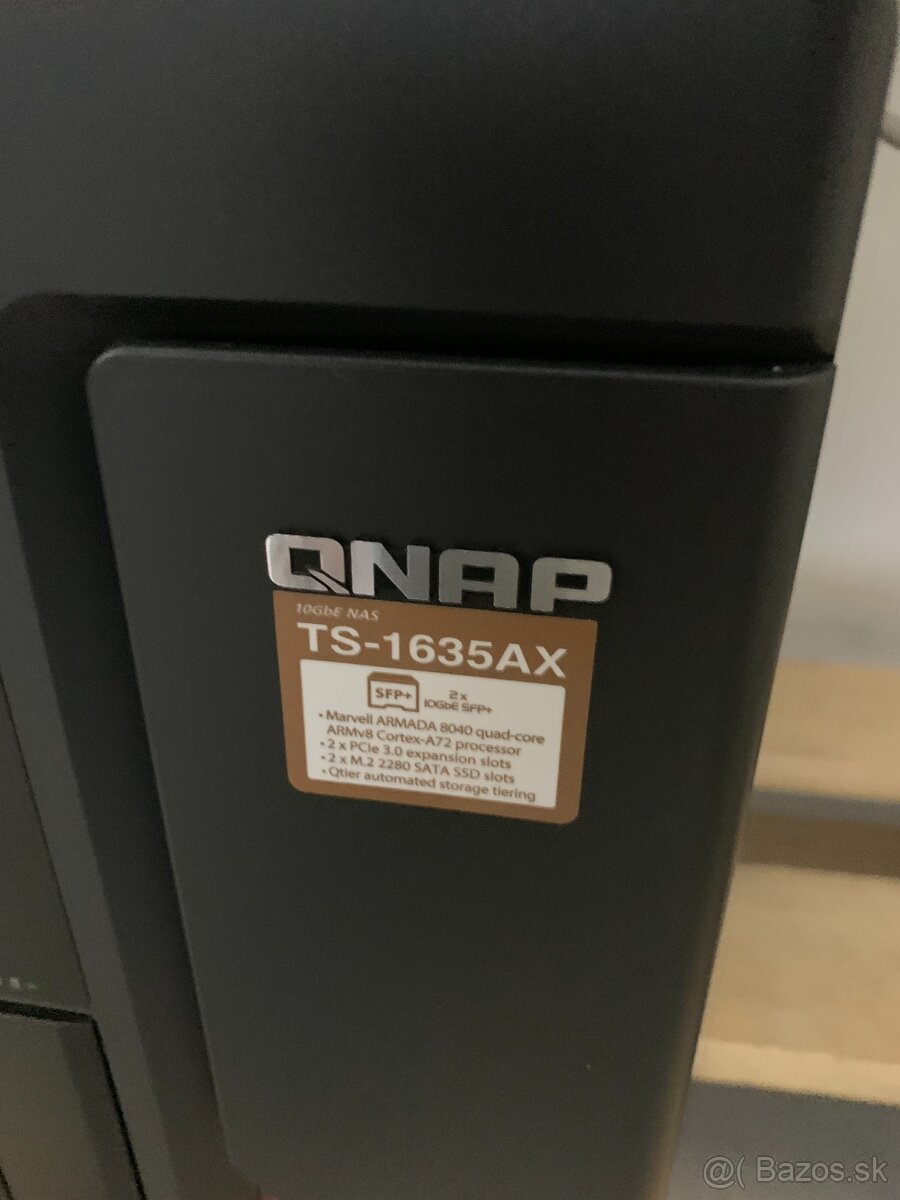 QNAP
10GbE NAS
TS-1635AX
SFP+
2 x
10GbE SFP+
• Marvell ARMADA 8040 quad-core
ARMv8 Cortex-A72 processor
• 2 x PCIe 3.0 expansion slots
• 2 x M.2 2280 SATA SSD slots
• Qtier automated storage tiering
@( Bazos.sk